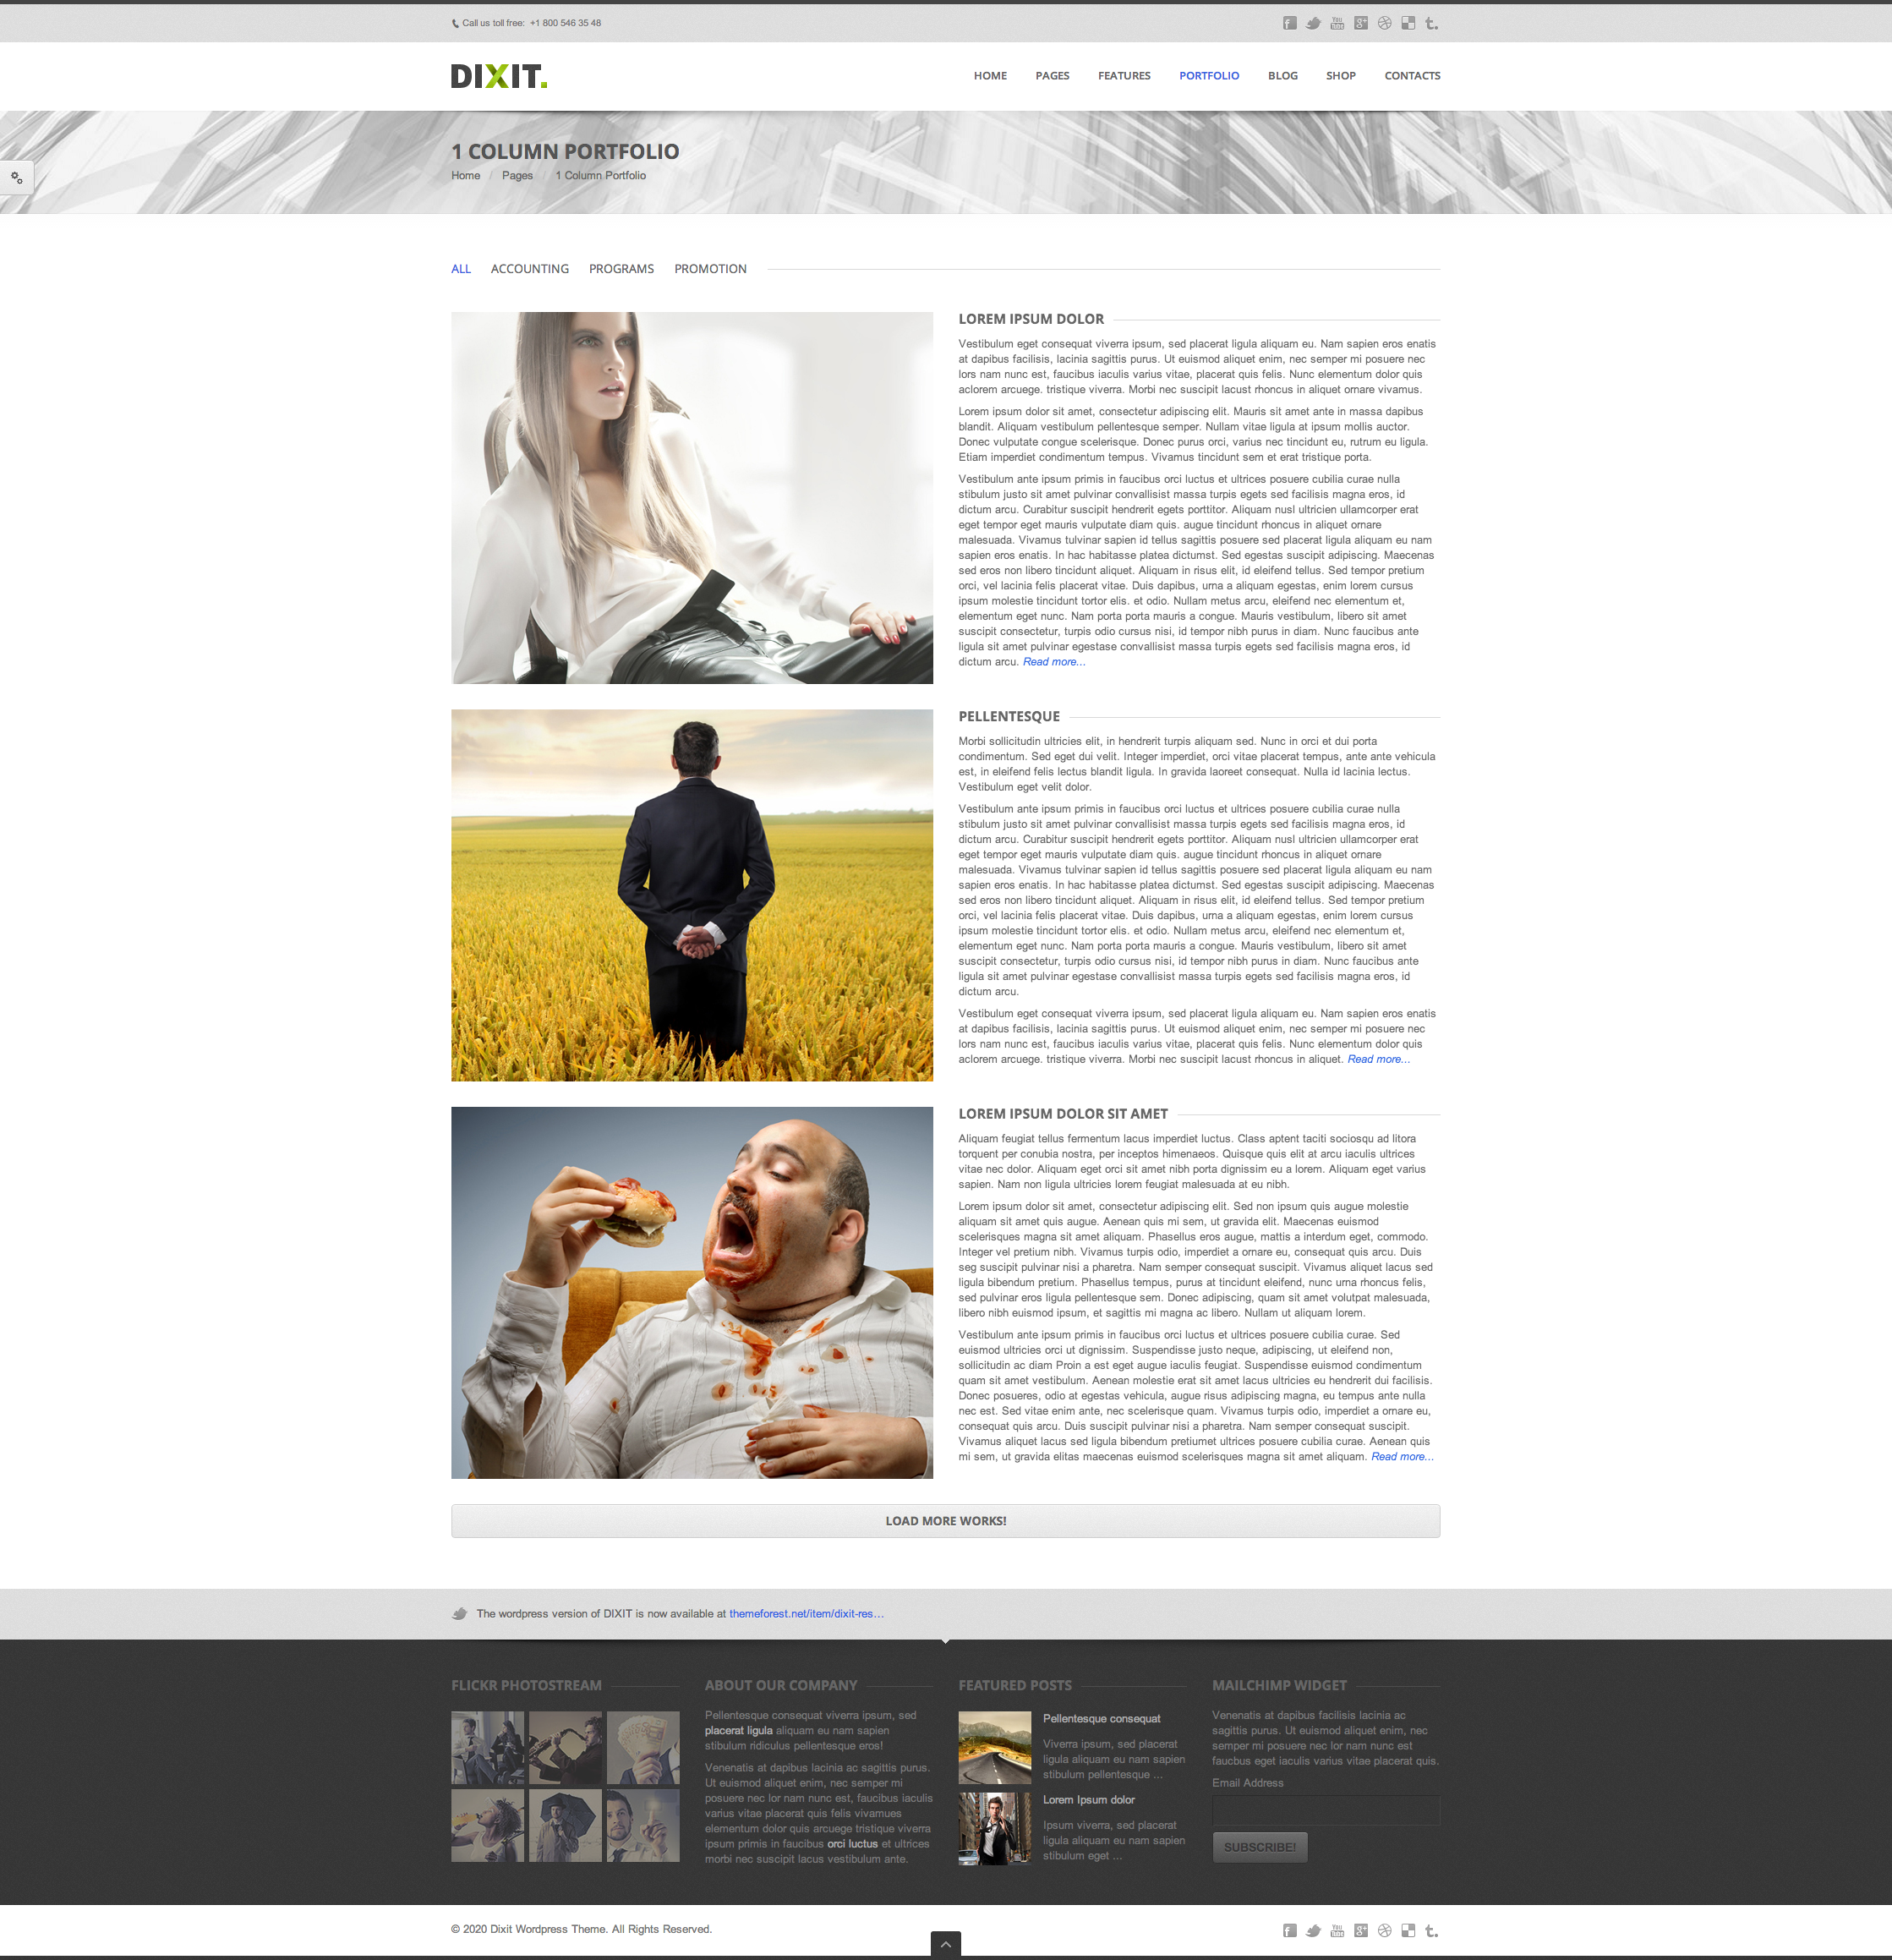 Call us toll free: +1 800 546 35 48
DIXIT.
HOME PAGES FEATURES PORTFOLIO BLOG SHOP CONTACTS
1 COLUMN PORTFOLIO
Home / Pages / 1 Column Portfolio
ALL ACCOUNTING PROGRAMS PROMOTION
LOREM IPSUM DOLOR
Vestibulum eget consequat viverra ipsum, sed placerat ligula aliquam eu. Nam sapien eros enatis
at dapibus facilisis, lacinia sagittis purus. Ut euismod aliquet enim, nec semper mi posuere nec
lors nam nunc est, faucibus iaculis varius vitae, placerat quis felis. Nunc elementum dolor quis
aclorem arcuege. tristique viverra. Morbi nec suscipit lacust rhoncus in aliquet ornare vivamus.
Lorem ipsum dolor sit amet, consectetur adipiscing elit. Mauris sit amet ante in massa dapibus
blandit. Aliquam vestibulum pellentesque semper. Nullam vitae ligula at ipsum mollis auctor.
Donec vulputate congue scelerisque. Donec purus orci, varius nec tincidunt eu, rutrum eu ligula.
Etiam imperdiet condimentum tempus. Vivamus tincidunt sem et erat tristique porta.
Vestibulum ante ipsum primis in faucibus orci luctus et ultrices posuere cubilia curae nulla
stibulum justo sit amet pulvinar convallisist massa turpis egets sed facilisis magna eros, id
dictum arcu. Curabitur suscipit hendrerit egets porttitor. Aliquam nusl ultricien ullamcorper erat
eget tempor eget mauris vulputate diam quis. augue tincidunt rhoncus in aliquet ornare
malesuada. Vivamus tulvinar sapien id tellus sagittis posuere sed placerat ligula aliquam eu nam
sapien eros enatis. In hac habitasse platea dictumst. Sed egestas suscipit adipiscing. Maecenas
sed eros non libero tincidunt aliquet. Aliquam in risus elit, id eleifend tellus. Sed tempor pretium
orci, vel lacinia felis placerat vitae. Duis dapibus, urna a aliquam egestas, enim lorem cursus
ipsum molestie tincidunt tortor elis. et odio. Nullam metus arcu, eleifend nec elementum et,
elementum eget nunc. Nam porta porta mauris a congue. Mauris vestibulum, libero sit amet
suscipit consectetur, turpis odio cursus nisi, id tempor nibh purus in diam. Nunc faucibus ante
ligula sit amet pulvinar egestase convallisist massa turpis egets sed facilisis magna eros, id
dictum arcu. Read more...
PELLENTESQUE
Morbi sollicitudin ultricies elit, in hendrerit turpis aliquam sed. Nunc in orci et dui porta
condimentum. Sed eget dui velit. Integer imperdiet, orci vitae placerat tempus, ante ante vehicula
est, in eleifend felis lectus blandit ligula. In gravida laoreet consequat. Nulla id lacinia lectus.
Vestibulum eget velit dolor.
Vestibulum ante ipsum primis in faucibus orci luctus et ultrices posuere cubilia curae nulla
stibulum justo sit amet pulvinar convallisist massa turpis egets sed facilisis magna eros, id
dictum arcu. Curabitur suscipit hendrerit egets porttitor. Aliquam nusl ultricien ullamcorper erat
eget tempor eget mauris vulputate diam quis. augue tincidunt rhoncus in aliquet ornare
malesuada. Vivamus tulvinar sapien id tellus sagittis posuere sed placerat ligula aliquam eu nam
sapien eros enatis. In hac habitasse platea dictumst. Sed egestas suscipit adipiscing. Maecenas
sed eros non libero tincidunt aliquet. Aliquam in risus elit, id eleifend tellus. Sed tempor pretium
orci, vel lacinia felis placerat vitae. Duis dapibus, urna a aliquam egestas, enim lorem cursus
ipsum molestie tincidunt tortor elis. et odio. Nullam metus arcu, eleifend nec elementum et,
elementum eget nunc. Nam porta porta mauris a congue. Mauris vestibulum, libero sit amet
suscipit consectetur, turpis odio cursus nisi, id tempor nibh purus in diam. Nunc faucibus ante
ligula sit amet pulvinar egestase convallisist massa turpis egets sed facilisis magna eros, id
dictum arcu.
Vestibulum eget consequat viverra ipsum, sed placerat ligula aliquam eu. Nam sapien eros enatis
at dapibus facilisis, lacinia sagittis purus. Ut euismod aliquet enim, nec semper mi posuere nec
lors nam nunc est, faucibus iaculis varius vitae, placerat quis felis. Nunc elementum dolor quis
aclorem arcuege. tristique viverra. Morbi nec suscipit lacust rhoncus in aliquet. Read more...
LOREM IPSUM DOLOR SIT AMET
Aliquam feugiat tellus fermentum lacus imperdiet luctus. Class aptent taciti sociosqu ad litora
torquent per conubia nostra, per inceptos himenaeos. Quisque quis elit at arcu iaculis ultrices
vitae nec dolor. Aliquam eget orci sit amet nibh porta dignissim eu a lorem. Aliquam eget varius
sapien. Nam non ligula ultricies lorem feugiat malesuada at eu nibh.
Lorem ipsum dolor sit amet, consectetur adipiscing elit. Sed non ipsum quis augue molestie
aliquam sit amet quis augue. Aenean quis mi sem, ut gravida elit. Maecenas euismod
scelerisques magna sit amet aliquam. Phasellus eros augue, mattis a interdum eget, commodo.
Integer vel pretium nibh. Vivamus turpis odio, imperdiet a ornare eu, consequat quis arcu. Duis
seg suscipit pulvinar nisi a pharetra. Nam semper consequat suscipit. Vivamus aliquet lacus sed
ligula bibendum pretium. Phasellus tempus, purus at tincidunt eleifend, nunc urna rhoncus felis,
sed pulvinar eros ligula pellentesque sem. Donec adipiscing, quam sit amet volutpat malesuada,
libero nibh euismod ipsum, et sagittis mi magna ac libero. Nullam ut aliquam lorem.
Vestibulum ante ipsum primis in faucibus orci luctus et ultrices posuere cubilia curae. Sed
euismod ultricies orci ut dignissim. Suspendisse justo neque, adipiscing, ut eleifend non,
sollicitudin ac diam Proin a est eget augue iaculis feugiat. Suspendisse euismod condimentum
quam sit amet vestibulum. Aenean molestie erat sit amet lacus ultricies eu hendrerit dui facilisis.
Donec posueres, odio at egestas vehicula, augue risus adipiscing magna, eu tempus ante nulla
nec est. Sed vitae enim ante, nec scelerisque quam. Vivamus turpis odio, imperdiet a ornare eu,
consequat quis arcu. Duis suscipit pulvinar nisi a pharetra. Nam semper consequat suscipit.
Vivamus aliquet lacus sed ligula bibendum pretiumet ultrices posuere cubilia curae. Aenean quis
mi sem, ut gravida elitas maecenas euismod scelerisques magna sit amet aliquam. Read more...
LOAD MORE WORKS!
The wordpress version of DIXIT is now available at themeforest.net/item/dixit-res…
FLICKR PHOTOSTREAM
ABOUT OUR COMPANY
Pellentesque consequat viverra ipsum, sed
placerat ligula aliquam eu nam sapien
stibulum ridiculus pellentesque eros!
Venenatis at dapibus lacinia ac sagittis purus.
Ut euismod aliquet enim, nec semper mi
posuere nec lor nam nunc est, faucibus iaculis
varius vitae placerat quis felis vivamues
elementum dolor quis arcuege tristique viverra
ipsum primis in faucibus orci luctus et ultrices
morbi nec suscipit lacus vestibulum ante.
FEATURED POSTS
Pellentesque consequat
Viverra ipsum, sed placerat
ligula aliquam eu nam sapien
stibulum pellentesque ...
Lorem Ipsum dolor
Ipsum viverra, sed placerat
ligula aliquam eu nam sapien
stibulum eget ...
MAILCHIMP WIDGET
Venenatis at dapibus facilisis lacinia ac
sagittis purus. Ut euismod aliquet enim, nec
semper mi posuere nec lor nam nunc est
faucbus eget iaculis varius vitae placerat quis.
Email Address
SUBSCRIBE!
© 2020 Dixit Wordpress Theme. All Rights Reserved.